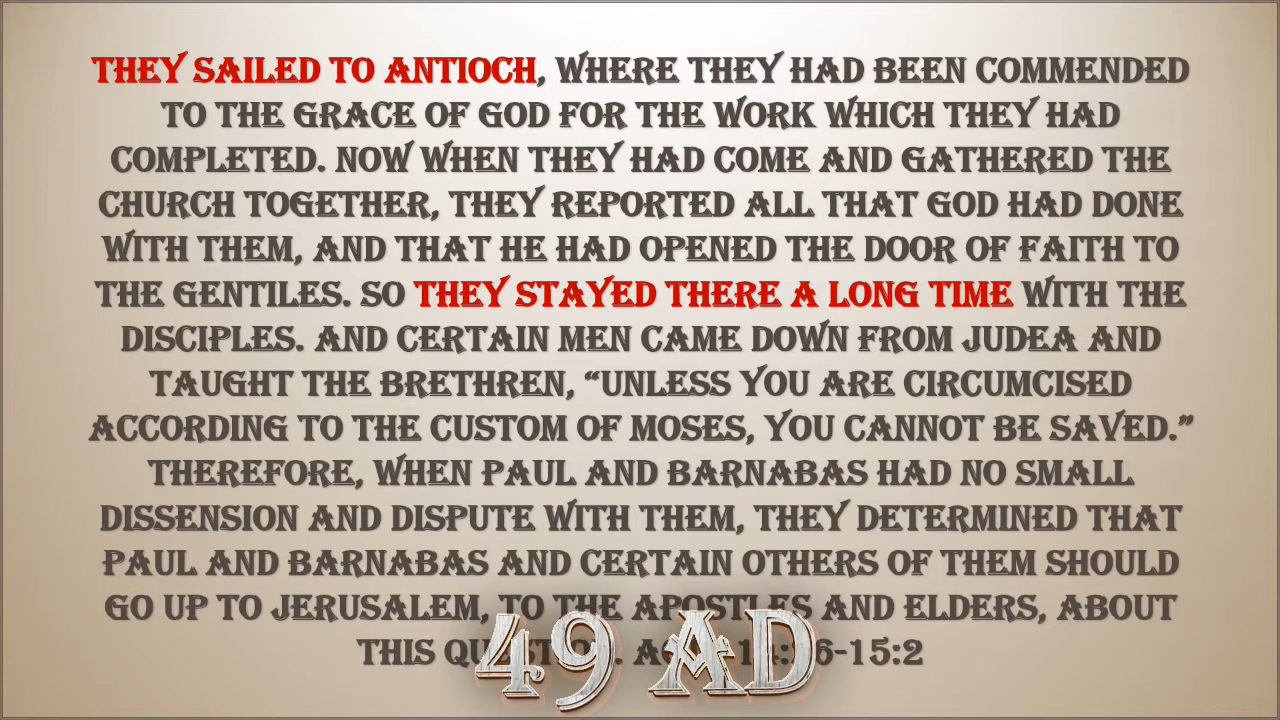 THEY SAILED TO ANTIOCH, WHERE THEY HAD BEEN COMMENDED
TO THE GRACE OF GOD FOR THE WORK WHICH THEY HAD
COMPLETED. NOW WHEN THEY HAD COME AND GATHERED THE
CHURCH TOGETHER, THEY REPORTED ALL THAT GOD HAD DONE
WITH THEM, AND THAT HE HAD OPENED THE DOOR OF FAITH TO
THE GENTILES. SO THEY STAYED THERE A LONG TIME WITH THE
DISCIPLES. AND CERTAIN MEN CAME DOWN FROM JUDEA AND
TAUGHT THE BRETHREN, “UNLESS YOU ARE CIRCUMCISED
ACCORDING TO THE CUSTOM OF MOSES, YOU CANNOT BE SAVED.”
THEREFORE, WHEN PAUL AND BARNABAS HAD NO SMALL
DISSENSION AND DISPUTE WITH THEM, THEY DETERMINED THAT
PAUL AND BARNABAS AND CERTAIN OTHERS OF THEM SHOULD
GO UP TO JERUSALEM, TO THE APOSTLES AND ELDERS, ABOUT
THIS
49 AD